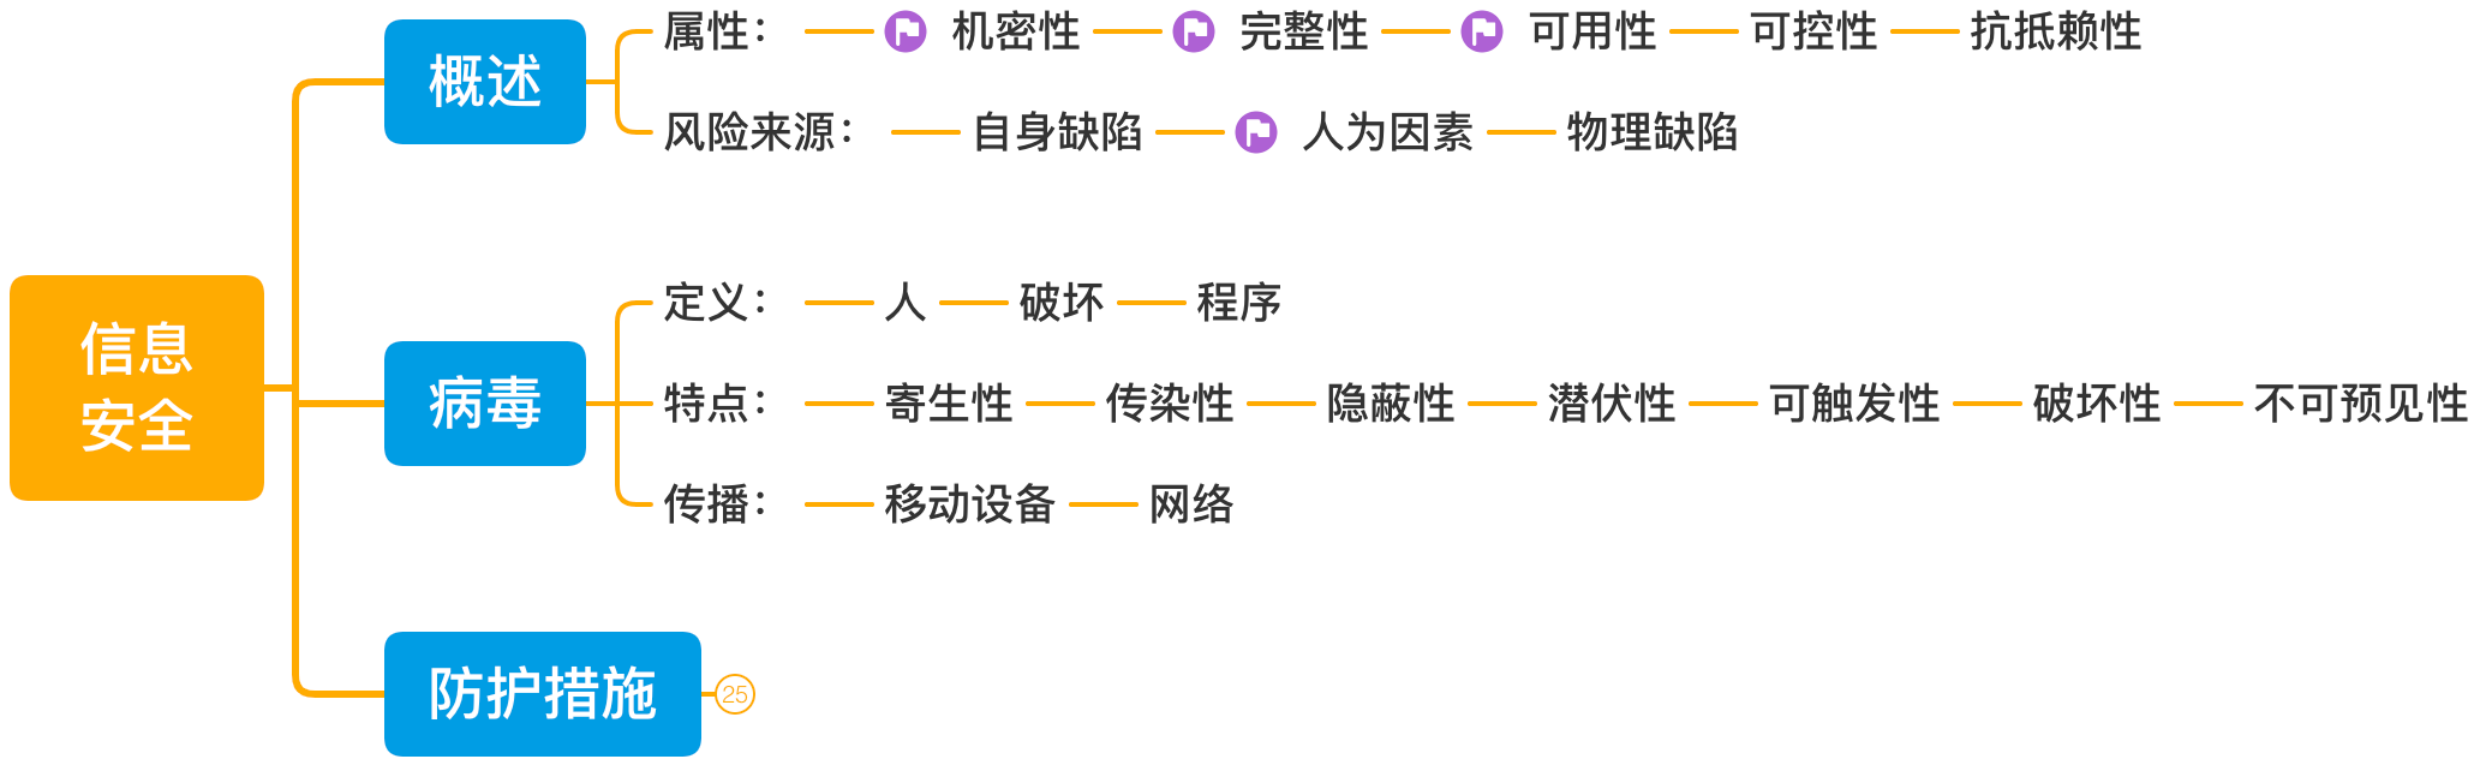 属性： 机密性 完整性 可用性 可控性 抗抵赖性
概述
风险来源： 自身缺陷 人为因素 物理缺陷
定义： 人 破坏 程序
信息
安全
病毒
特点： 寄生性 传染性 隐蔽性 潜伏性 可触发性 破坏性 不可预见性
传播： 移动设备 网络
防护措施 25